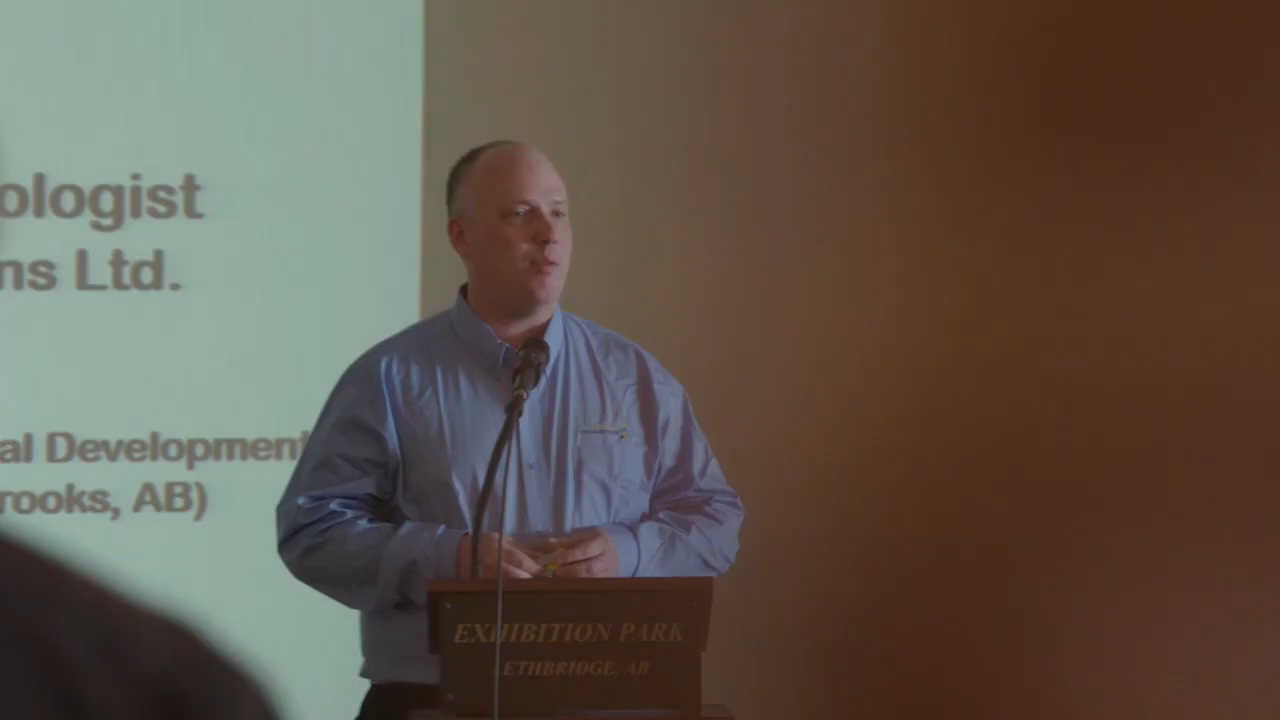 ologist
ns Ltd.
al Development
rooks, AB)
EXHIBITION PARK
ETHBRIDGE, AB